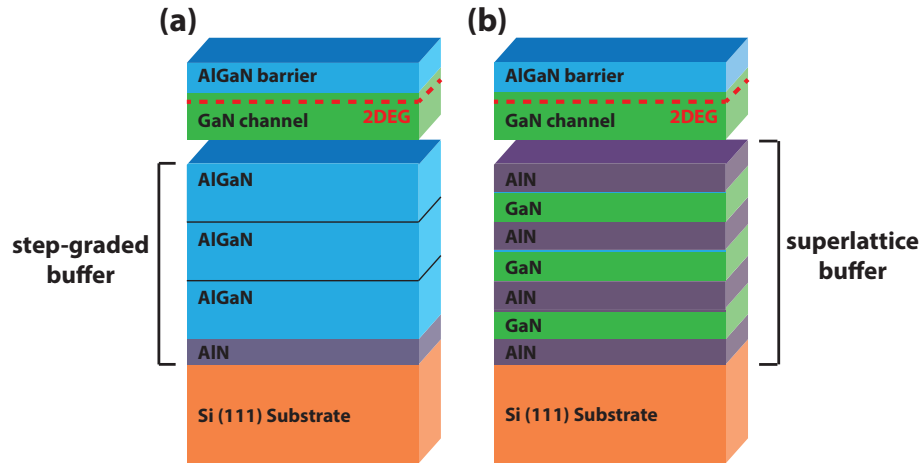 (a)
AlGaN barrier
2DEG
GaN channel
step-graded
buffer
AlGaN
AlGaN
AlGaN
AlN
Si (111) Substrate
(b)
AlGaN barrier
2DEG
GaN channel
AlN
GaN
AlN
GaN
AlN
GaN
AlN
superlattice
buffer
Si (111) Substrate